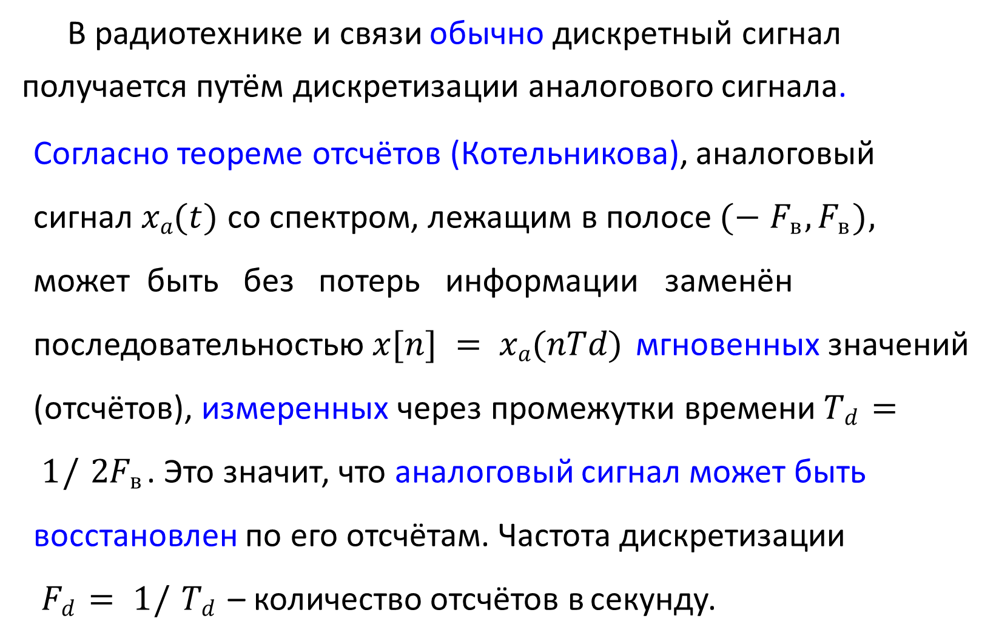 В радиотехнике и связи обычно дискретный сигнал
получается путём дискретизации аналогового сигнала.
Согласно теореме отсчётов (Котельникова), аналоговый
сигнал xₐ(t) со спектром, лежащим в полосе (− Fв, Fв),
может быть без потерь информации заменён
последовательностью x[n] = xₐ(nTd) мгновенных значений
(отсчётов), измеренных через промежутки времени T_d =
1/ 2Fв. Это значит, что аналоговый сигнал может быть
восстановлен по его отсчётам. Частота дискретизации
F_d = 1/ T_d – количество отсчётов в секунду.